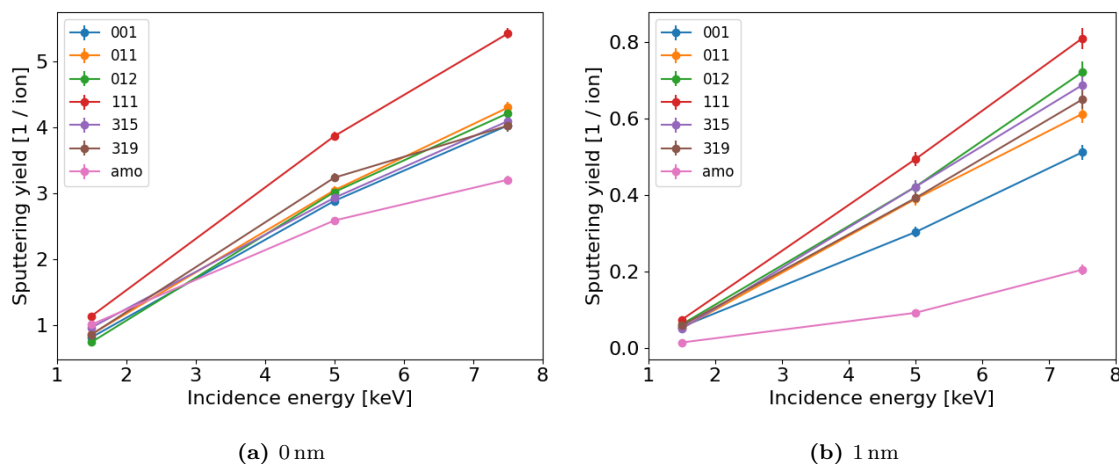 001
011
012
111
315
319
amo
Sputtering yield [1 / ion]
5
4
3
2
1
1 2 3 4 5 6 7 8
Incidence energy [keV]
(a) 0 nm
001
011
012
111
315
319
amo
Sputtering yield [1 / ion]
0.8
0.6
0.4
0.2
0.0
1 2 3 4 5 6 7 8
Incidence energy [keV]
(b) 1 nm